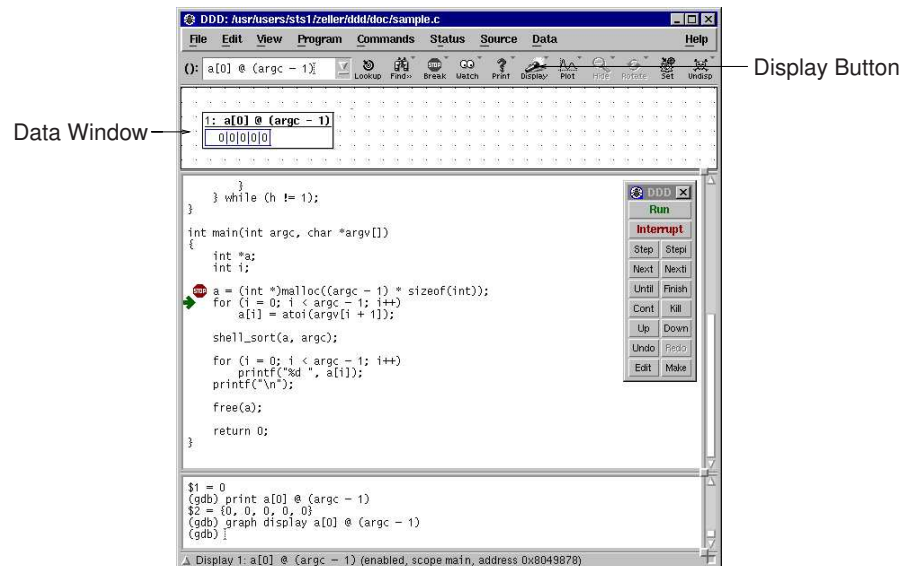 DDD: /usr/users/sts1/zeller/ddd/doc/sample.c
File Edit View Program Commands Status Source Data Help
(): a[0] @ (argc - 1) Lookup Find» Break Watch Print Display Plot Hide Rotate Set Undisp
Display Button
Data Window
1: a[0] @ (argc - 1)
0|0|0|0|0
}
} while (h != 1);
}
int main(int argc, char *argv[])
{
int *a;
int i;
STOP a = (int *)malloc((argc - 1) * sizeof(int));
for (i = 0; i < argc - 1; i++)
a[i] = atoi(argv[i + 1]);
shell_sort(a, argc);
for (i = 0; i < argc - 1; i++)
printf("%d ", a[i]);
printf("\n");
free(a);
return 0;
}
DDD
Run
Interrupt
Step Stepi
Next Nexti
Until Finish
Cont Kill
Up Down
Undo Redo
Edit Make
$1 = 0
(gdb) print a[0] @ (argc - 1)
$2 = {0, 0, 0, 0, 0}
(gdb) graph display a[0] @ (argc - 1)
(gdb)
Display 1: a[0] @ (argc - 1) (enabled, scope main, address 0x8049878)